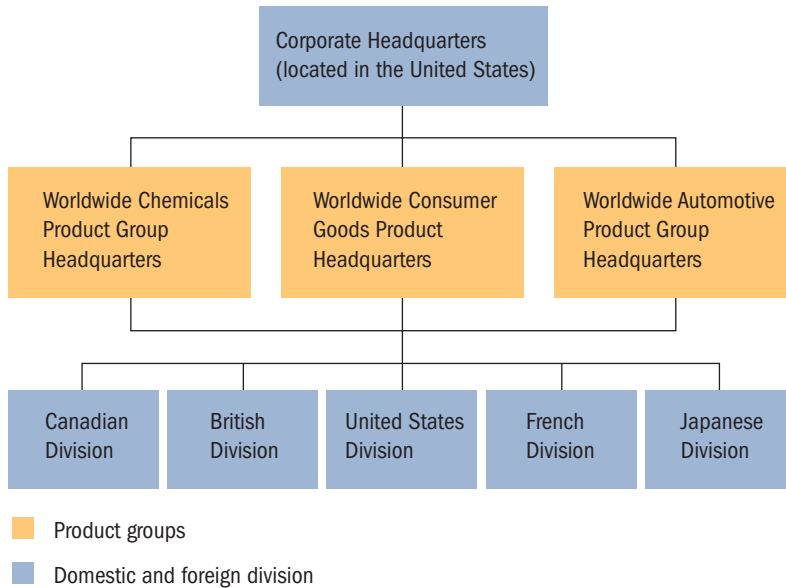 Corporate Headquarters
(located in the United States)
Worldwide Chemicals
Product Group
Headquarters
Worldwide Consumer
Goods Product
Headquarters
Worldwide Automotive
Product Group
Headquarters
Canadian
Division
British
Division
United States
Division
French
Division
Japanese
Division
Product groups
Domestic and foreign division